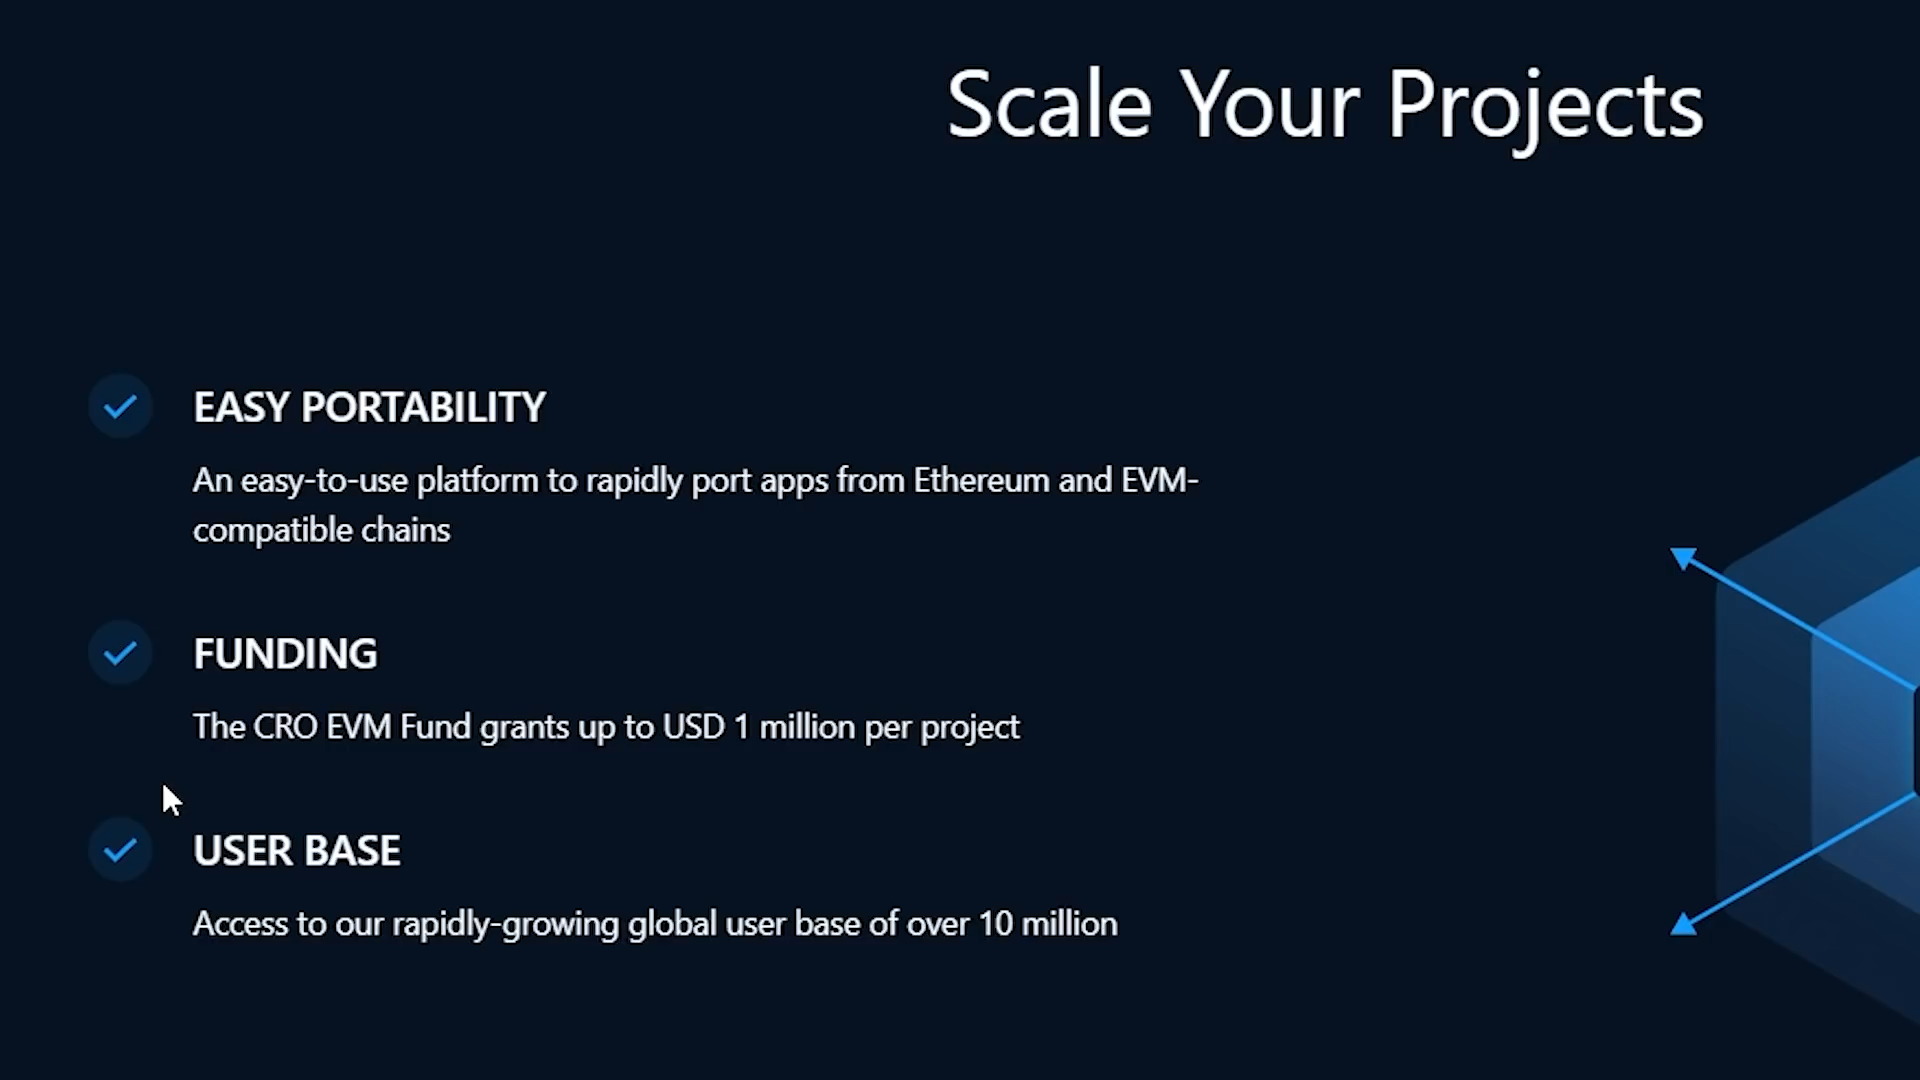 Scale Your Projects
EASY PORTABILITY
An easy-to-use platform to rapidly port apps from Ethereum and EVM-
compatible chains
FUNDING
The CRO EVM Fund grants up to USD 1 million per project
USER BASE
Access to our rapidly-growing global user base of over 10 million